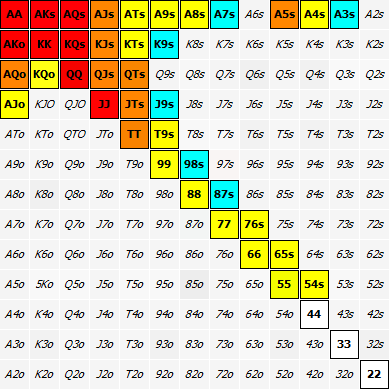 AA AKs AQs AJs ATs A9s A8s A7s A6s A5s A4s A3s A2s
AKo KK KQs KJs KTs K9s K8s K7s K6s K5s K4s K3s K2s
AQo KQo QQ QJs QTs Q9s Q8s Q7s Q6s Q5s Q4s Q3s Q2s
AJo KJO QJO JJ JTs J9s J8s J7s J6s J5s J4s J3s J2s
ATo KTo QTO JTo TT T9s T8s T7s T6s T5s T4s T3s T2s
A9o K9o Q9o J9o T9o 99 98s 97s 96s 95s 94s 93s 92s
A8o K8o Q8o J8o T8o 98o 88 87s 86s 85s 84s 83s 82s
A7o K7o Q7o J7o T7o 97o 87o 77 76s 75s 74s 73s 72s
A6o K6o Q6o J6o T6o 96o 86o 76o 66 65s 64s 63s 62s
A5o 5Ko Q5o J5o T5o 95o 85o 75o 65o 55 54s 53s 52s
A4o K4o Q4o J4o T4o 94o 84o 74o 64o 54o 44 43s 42s
A3o K3o Q3o J3o T3o 93o 83o 73o 63o 53o 43o 33 32s
A2o K2o Q2o J2o T2o 92o 82o 72o 62o 52o 42o 32o 22